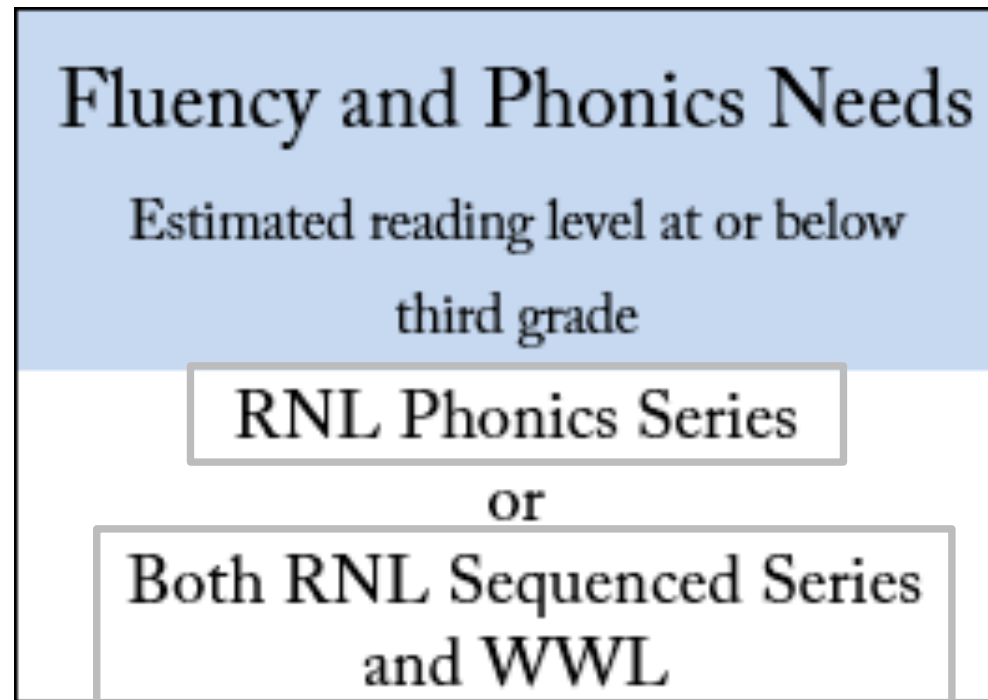 Fluency and Phonics Needs
Estimated reading level at or below
third grade
RNL Phonics Series
or
Both RNL Sequenced Series
and WWL